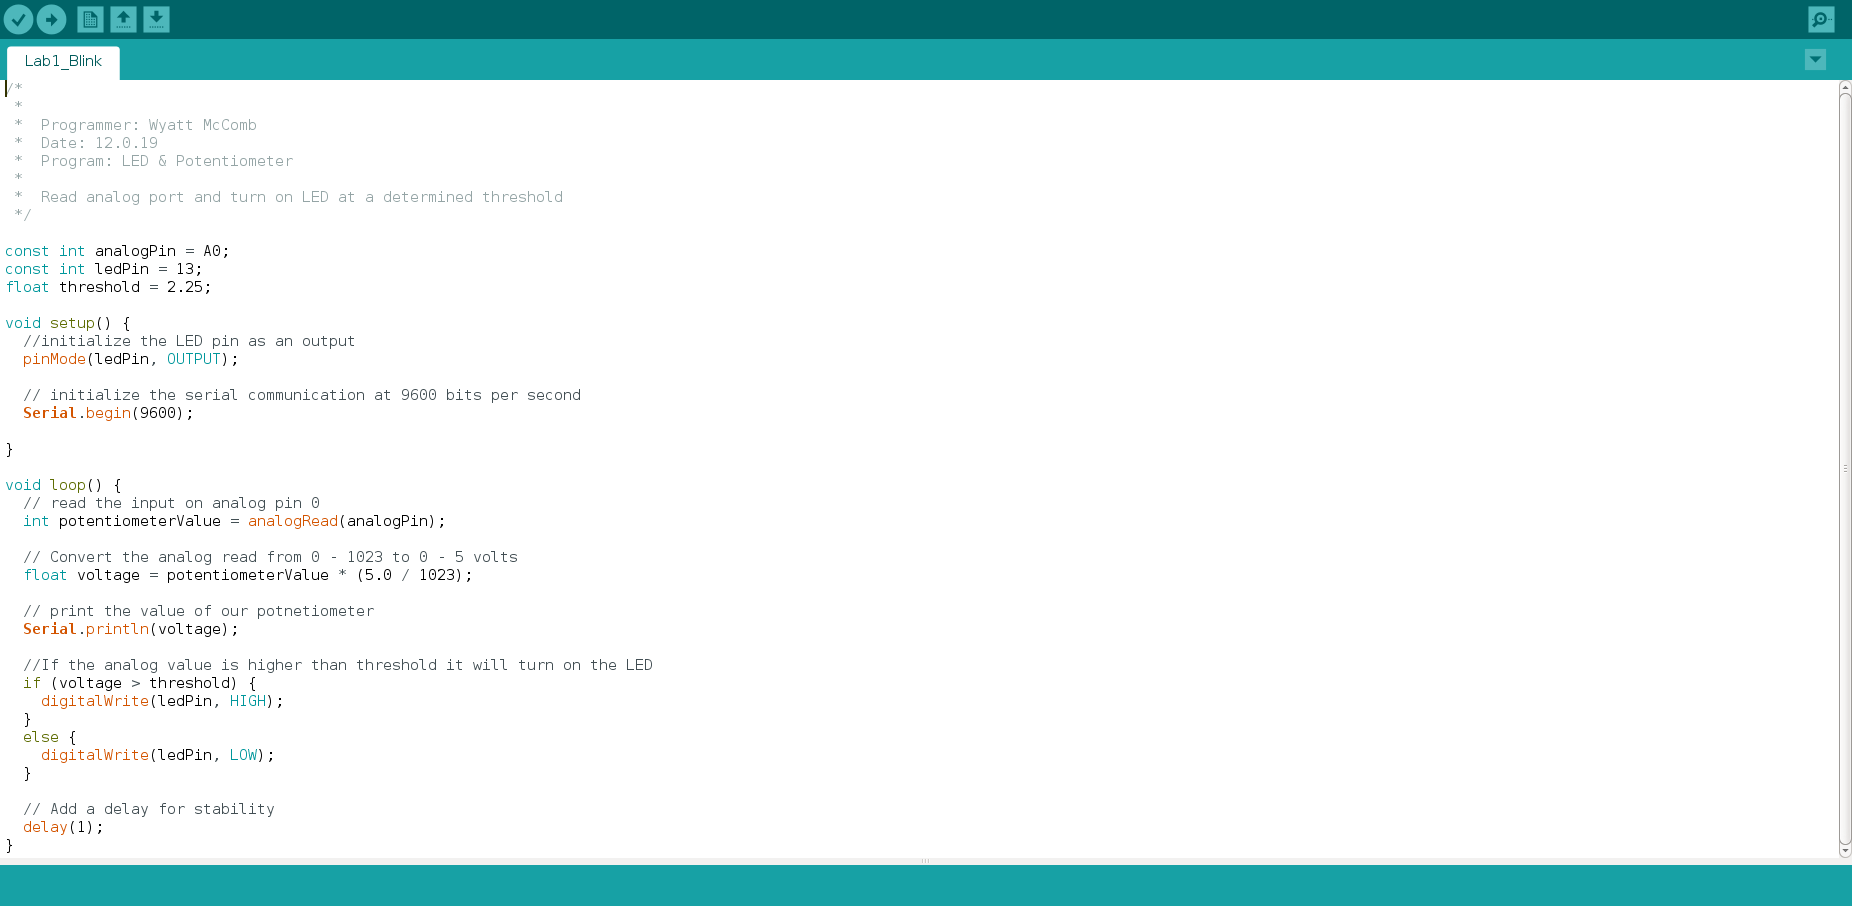 Lab1_Blink
/*
 *
 *  Programmer: Wyatt McComb
 *  Date: 12.0.19
 *  Program: LED & Potentiometer
 *
 *  Read analog port and turn on LED at a determined threshold
 */

const int analogPin = A0;
const int ledPin = 13;
float threshold = 2.25;

void setup() {
  //initialize the LED pin as an output
  pinMode(ledPin, OUTPUT);

  // initialize the serial communication at 9600 bits per second
  Serial.begin(9600);

}

void loop() {
  // read the input on analog pin 0
  int potentiometerValue = analogRead(analogPin);

  // Convert the analog read from 0 - 1023 to 0 - 5 volts
  float voltage = potentiometerValue * (5.0 / 1023);

  // print the value of our potnetiometer
  Serial.println(voltage);

  //If the analog value is higher than threshold it will turn on the LED
  if (voltage > threshold) {
    digitalWrite(ledPin, HIGH);
  }
  else {
    digitalWrite(ledPin, LOW);
  }

  // Add a delay for stability
  delay(1);
}